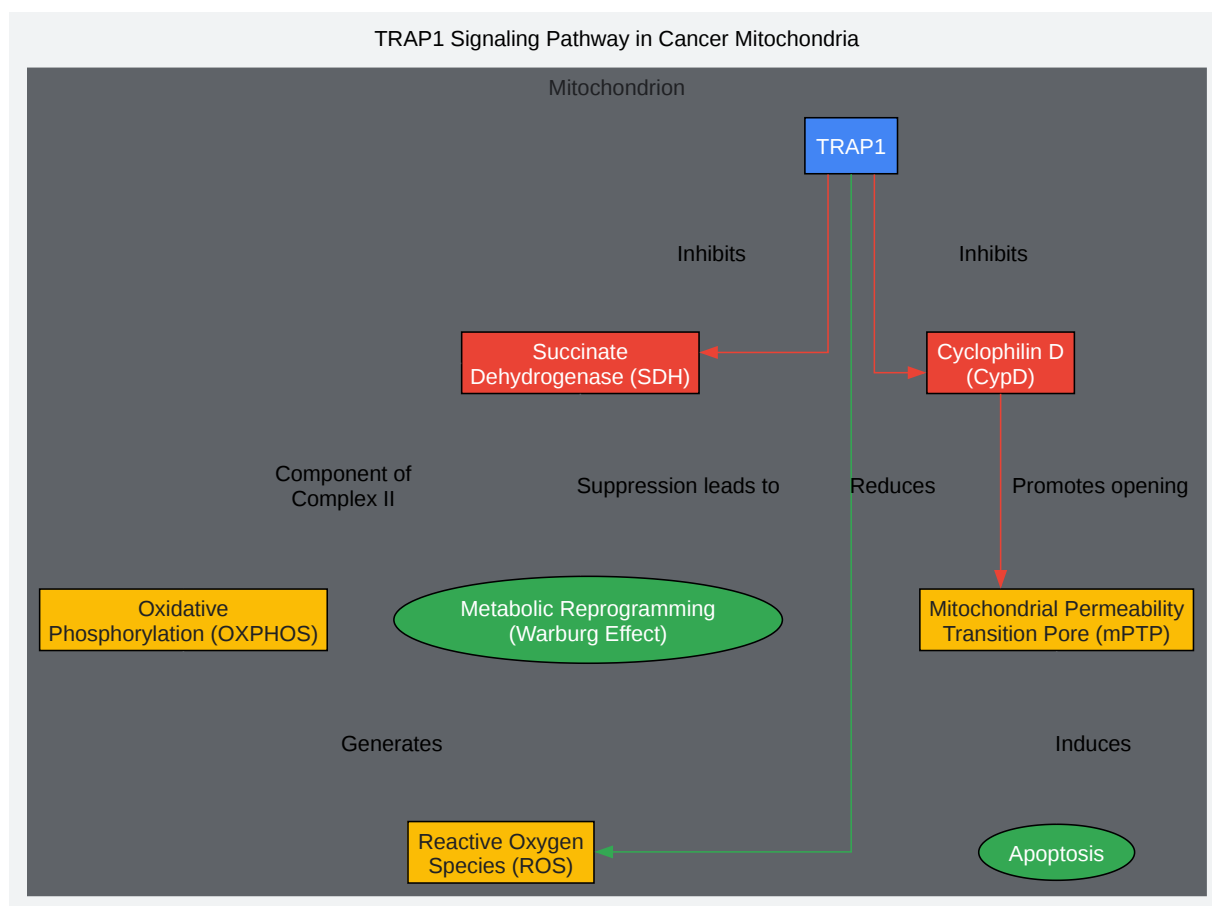 TRAP1 Signaling Pathway in Cancer Mitochondria
Mitochondrion
TRAP1
Inhibits
Inhibits
Succinate
Dehydrogenase (SDH)
Cyclophilin D
(CypD)
Component of
Complex II
Suppression leads to
Reduces
Promotes opening
Oxidative
Phosphorylation (OXPHOS)
Metabolic Reprogramming
(Warburg Effect)
Mitochondrial Permeability
Transition Pore (mPTP)
Generates
Induces
Reactive Oxygen
Species (ROS)
Apoptosis